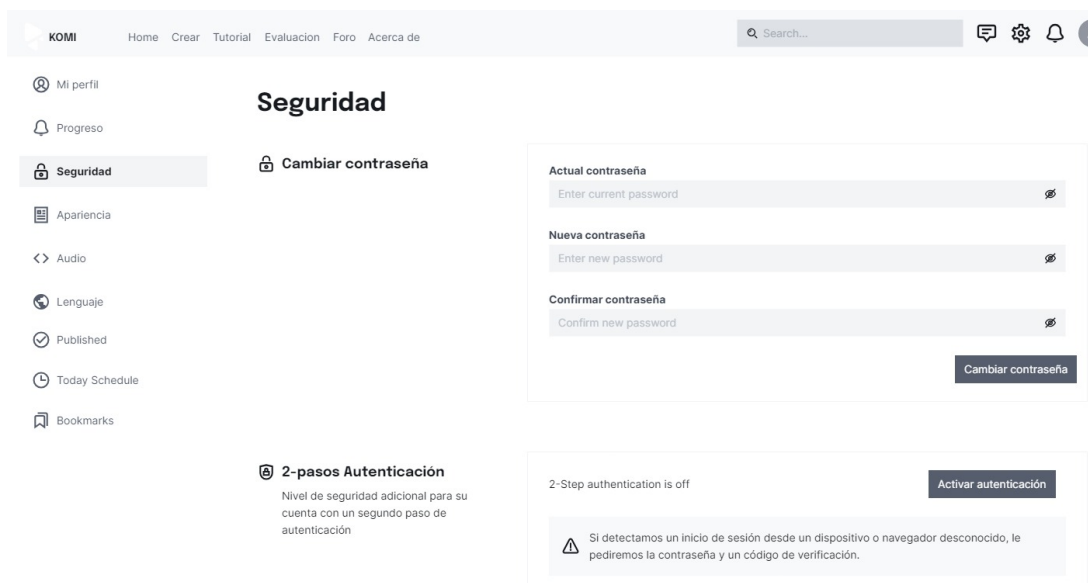 KOMI Home Crear Tutorial Evaluacion Foro Acerca de Search...
Mi perfil
Progreso
Seguridad
Apariencia
Audio
Lenguaje
Published
Today Schedule
Bookmarks
Seguridad
Cambiar contraseña
Actual contraseña
Enter current password
Nueva contraseña
Enter new password
Confirmar contraseña
Confirm new password
Cambiar contraseña
2-pasos Autenticación
Nivel de seguridad adicional para su
cuenta con un segundo paso de
autenticación
2-Step authentication is off
Activar autenticación
Si detectamos un inicio de sesión desde un dispositivo o navegador desconocido, le
pediremos la contraseña y un código de verificación.